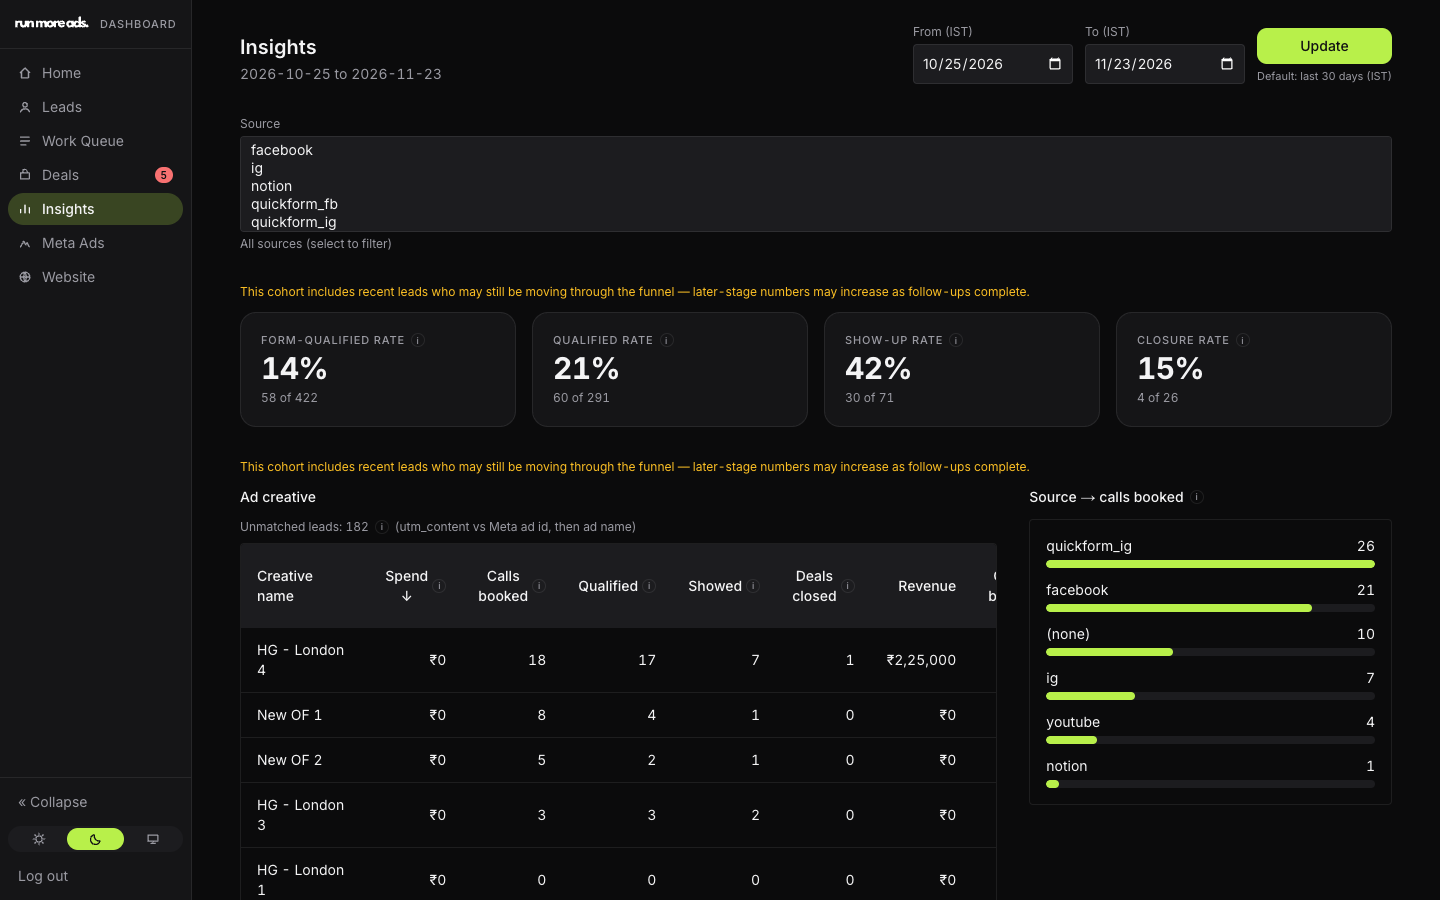 run more ads. DASHBOARD
Home
Leads
Work Queue
Deals 5
Insights
Meta Ads
Website
« Collapse
Log out
Insights
2026-10-25 to 2026-11-23
From (IST)
10/25/2026
To (IST)
11/23/2026
Update
Default: last 30 days (IST)
Source
facebook
ig
notion
quickform_fb
quickform_ig
All sources (select to filter)
This cohort includes recent leads who may still be moving through the funnel — later-stage numbers may increase as follow-ups complete.
FORM-QUALIFIED RATE i
14%
58 of 422
QUALIFIED RATE i
21%
60 of 291
SHOW-UP RATE i
42%
30 of 71
CLOSURE RATE i
15%
4 of 26
This cohort includes recent leads who may still be moving through the funnel — later-stage numbers may increase as follow-ups complete.
Ad creative
Unmatched leads: 182 i (utm_content vs Meta ad id, then ad name)
Creative name Spend ↓ i Calls booked i Qualified i Showed i Deals closed i Revenue
HG - London 4 ₹0 18 17 7 1 ₹2,25,000
New OF 1 ₹0 8 4 1 0 ₹0
New OF 2 ₹0 5 2 1 0 ₹0
HG - London 3 ₹0 3 3 2 0 ₹0
HG - London 1 ₹0 0 0 0 0 ₹0
Source → calls booked i
quickform_ig 26
facebook 21
(none) 10
ig 7
youtube 4
notion 1